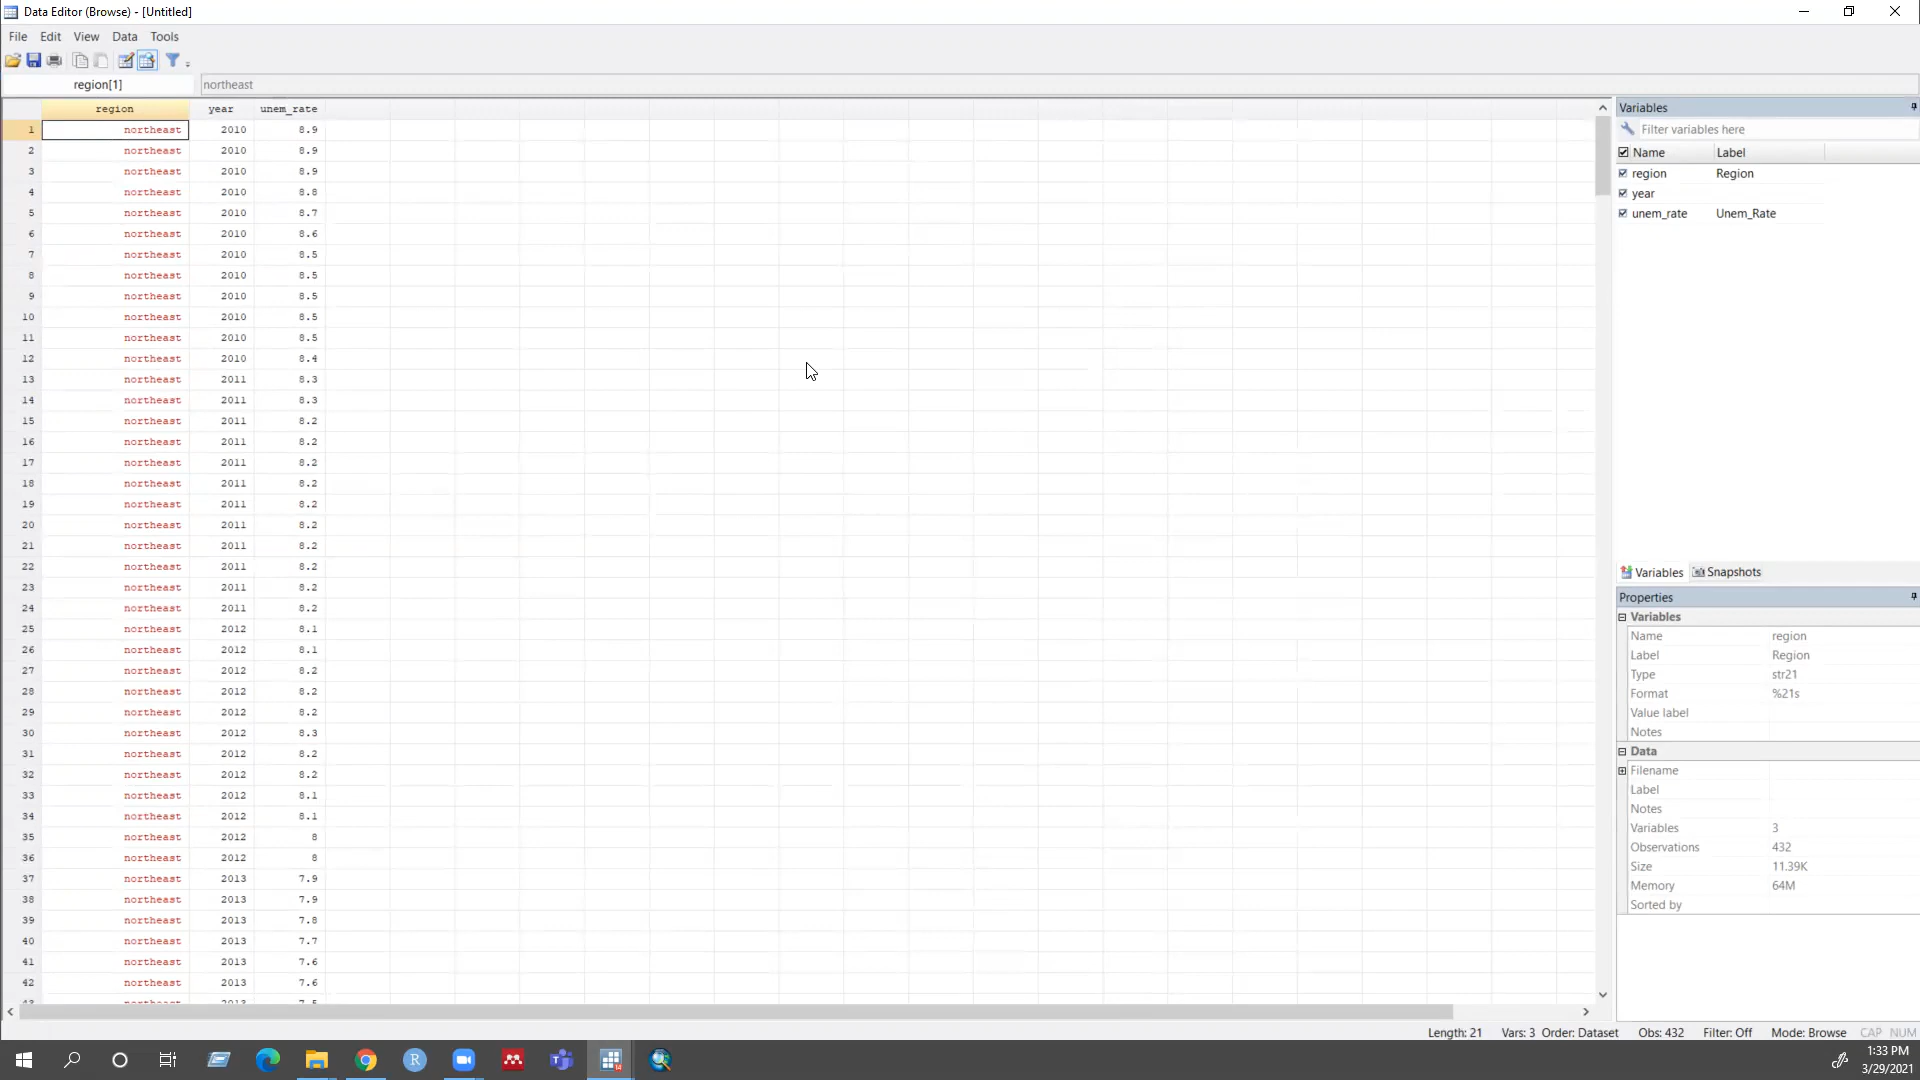 Data Editor (Browse) - [Untitled]
File Edit View Data Tools
region[1] northeast
region year unem_rate
1 northeast 2010 8.9
2 northeast 2010 8.9
3 northeast 2010 8.9
4 northeast 2010 8.8
5 northeast 2010 8.7
6 northeast 2010 8.6
7 northeast 2010 8.5
8 northeast 2010 8.5
9 northeast 2010 8.5
10 northeast 2010 8.5
11 northeast 2010 8.5
12 northeast 2010 8.4
13 northeast 2011 8.3
14 northeast 2011 8.3
15 northeast 2011 8.2
16 northeast 2011 8.2
17 northeast 2011 8.2
18 northeast 2011 8.2
19 northeast 2011 8.2
20 northeast 2011 8.2
21 northeast 2011 8.2
22 northeast 2011 8.2
23 northeast 2011 8.2
24 northeast 2011 8.2
25 northeast 2012 8.1
26 northeast 2012 8.1
27 northeast 2012 8.2
28 northeast 2012 8.2
29 northeast 2012 8.2
30 northeast 2012 8.3
31 northeast 2012 8.2
32 northeast 2012 8.2
33 northeast 2012 8.1
34 northeast 2012 8.1
35 northeast 2012 8
36 northeast 2012 8
37 northeast 2013 7.9
38 northeast 2013 7.9
39 northeast 2013 7.8
40 northeast 2013 7.7
41 northeast 2013 7.6
42 northeast 2013 7.6
43 northeast 2013 7.5
Variables
Filter variables here
Name Label
region Region
year
unem_rate Unem_Rate
Variables Snapshots
Properties
Variables
Name region
Label Region
Type str21
Format %21s
Value label
Notes
Data
Filename
Label
Notes
Variables 3
Observations 432
Size 11.39K
Memory 64M
Sorted by
Length: 21 Vars: 3 Order: Dataset Obs: 432 Filter: Off Mode: Browse CAP NUM
1:33 PM
3/29/2021